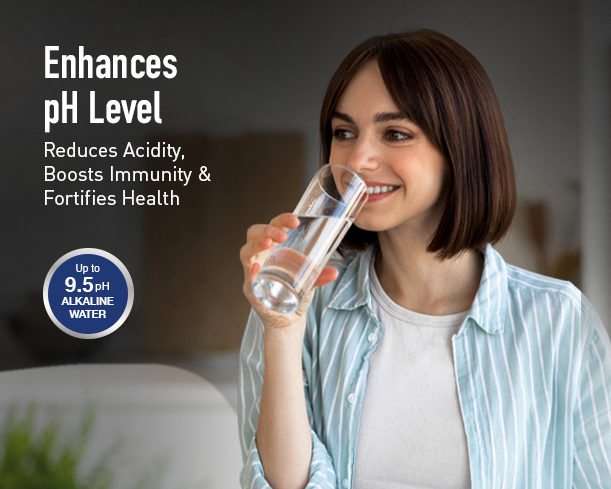 Enhances
pH Level
Reduces Acidity,
Boosts Immunity &
Fortifies Health
Up to
9.5pH
ALKALINE
WATER